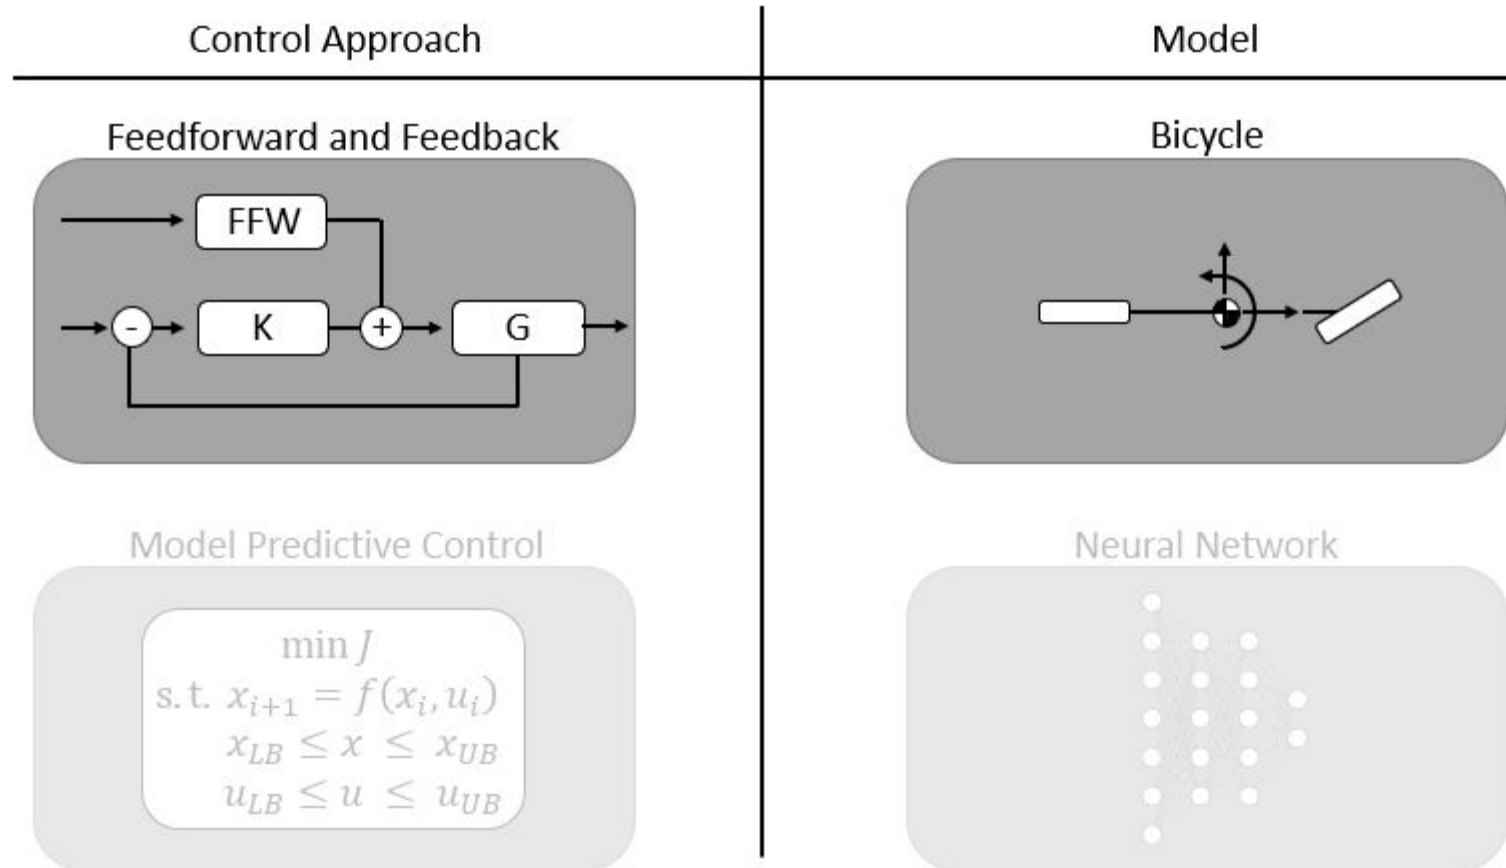 Control Approach
Model
Feedforward and Feedback
FFW
-
K
+
G
Bicycle
Model Predictive Control
min J
s.t. x_{i+1} = f(x_i, u_i)
x_{LB} ≤ x ≤ x_{UB}
u_{LB} ≤ u ≤ u_{UB}
Neural Network